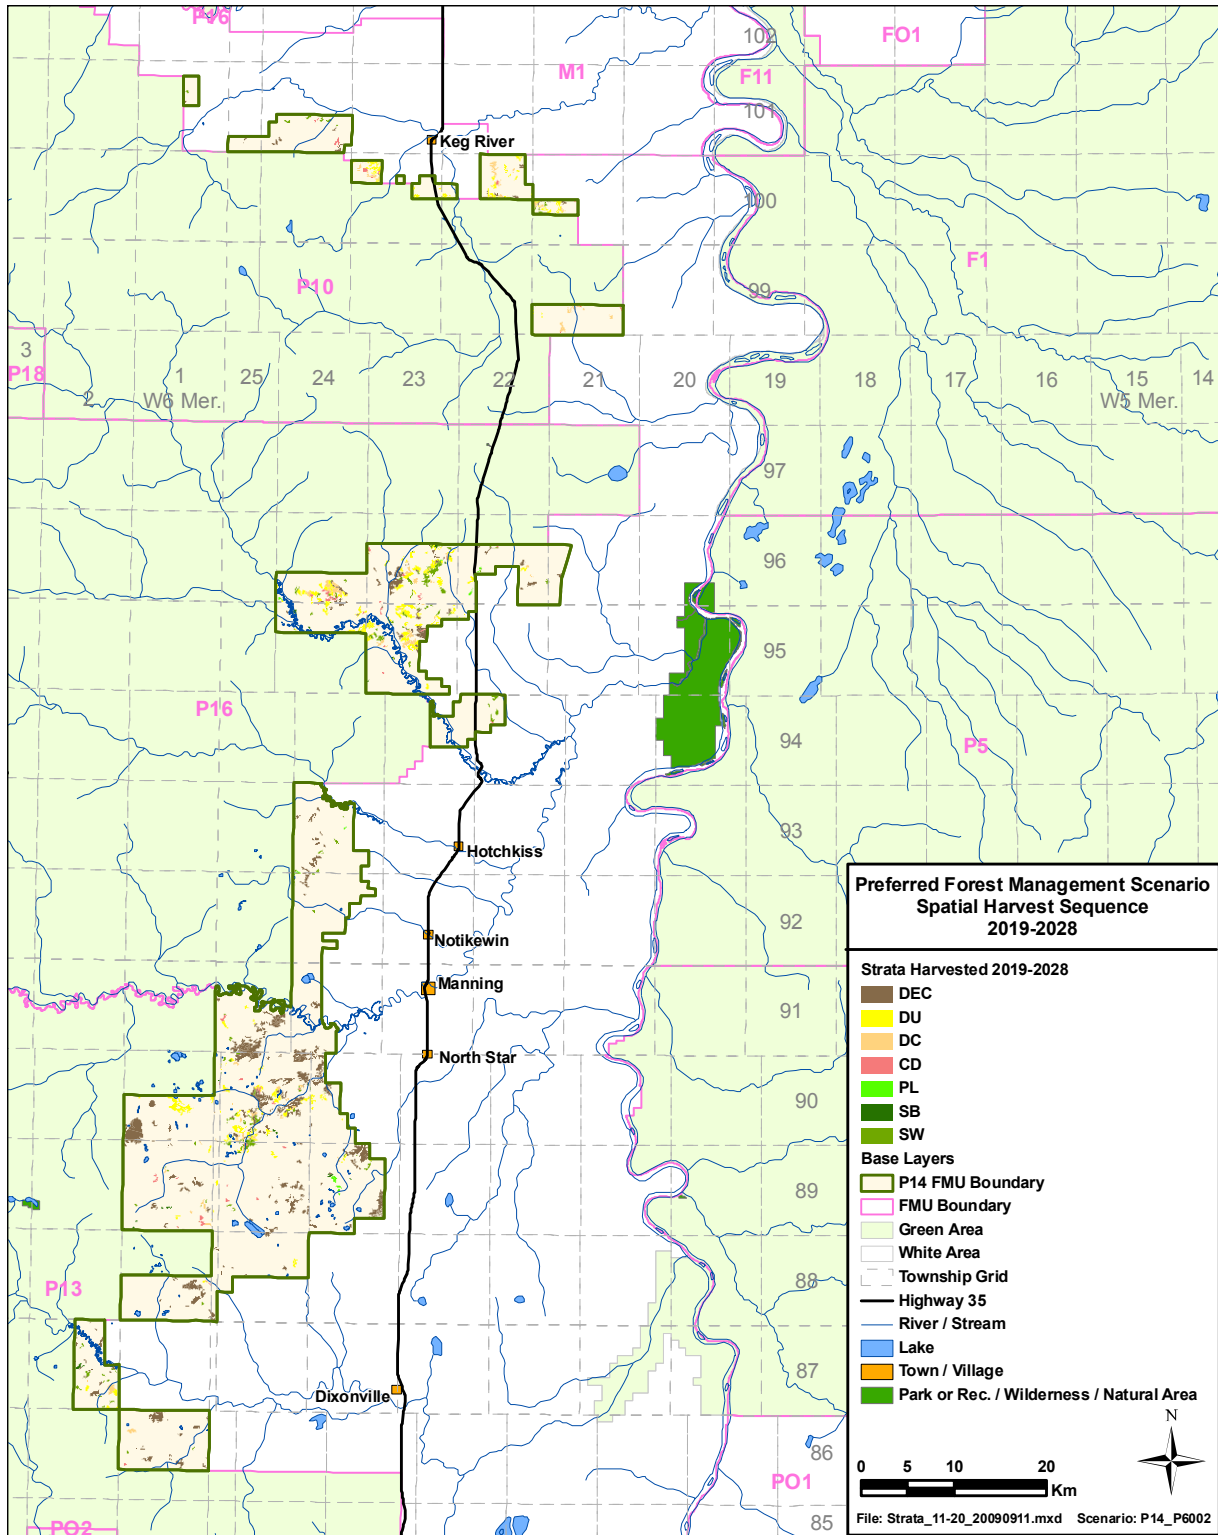 P16
102
FO1
M1
F11
101
Keg River
100
F1
P10
99
3
P18
2
1
W6 Mer.
25
24
23
22
21
20
19
18
17
16
15
W5 Mer.
14
97
96
95
P16
94
P5
93
Hotchkiss
92
Notikewin
Manning
91
North Star
90
89
P13
88
87
Dixonville
86
PO1
PO2
85
Preferred Forest Management Scenario
Spatial Harvest Sequence
2019-2028
Strata Harvested 2019-2028
DEC
DU
DC
CD
PL
SB
SW
Base Layers
P14 FMU Boundary
FMU Boundary
Green Area
White Area
Township Grid
Highway 35
River / Stream
Lake
Town / Village
Park or Rec. / Wilderness / Natural Area
N
0 5 10 20
Km
File: Strata_11-20_20090911.mxd Scenario: P14_P6002